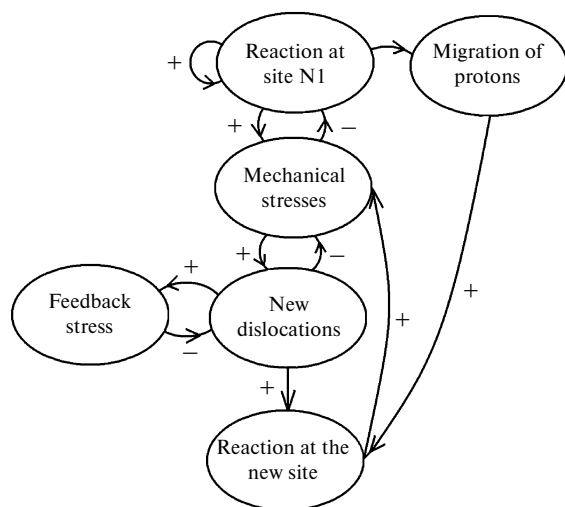 Reaction at
site N1
Migration of
protons
+
+
−
Mechanical
stresses
+
−
+
Feedback
stress
−
New
dislocations
+
+
+
Reaction at the
new site